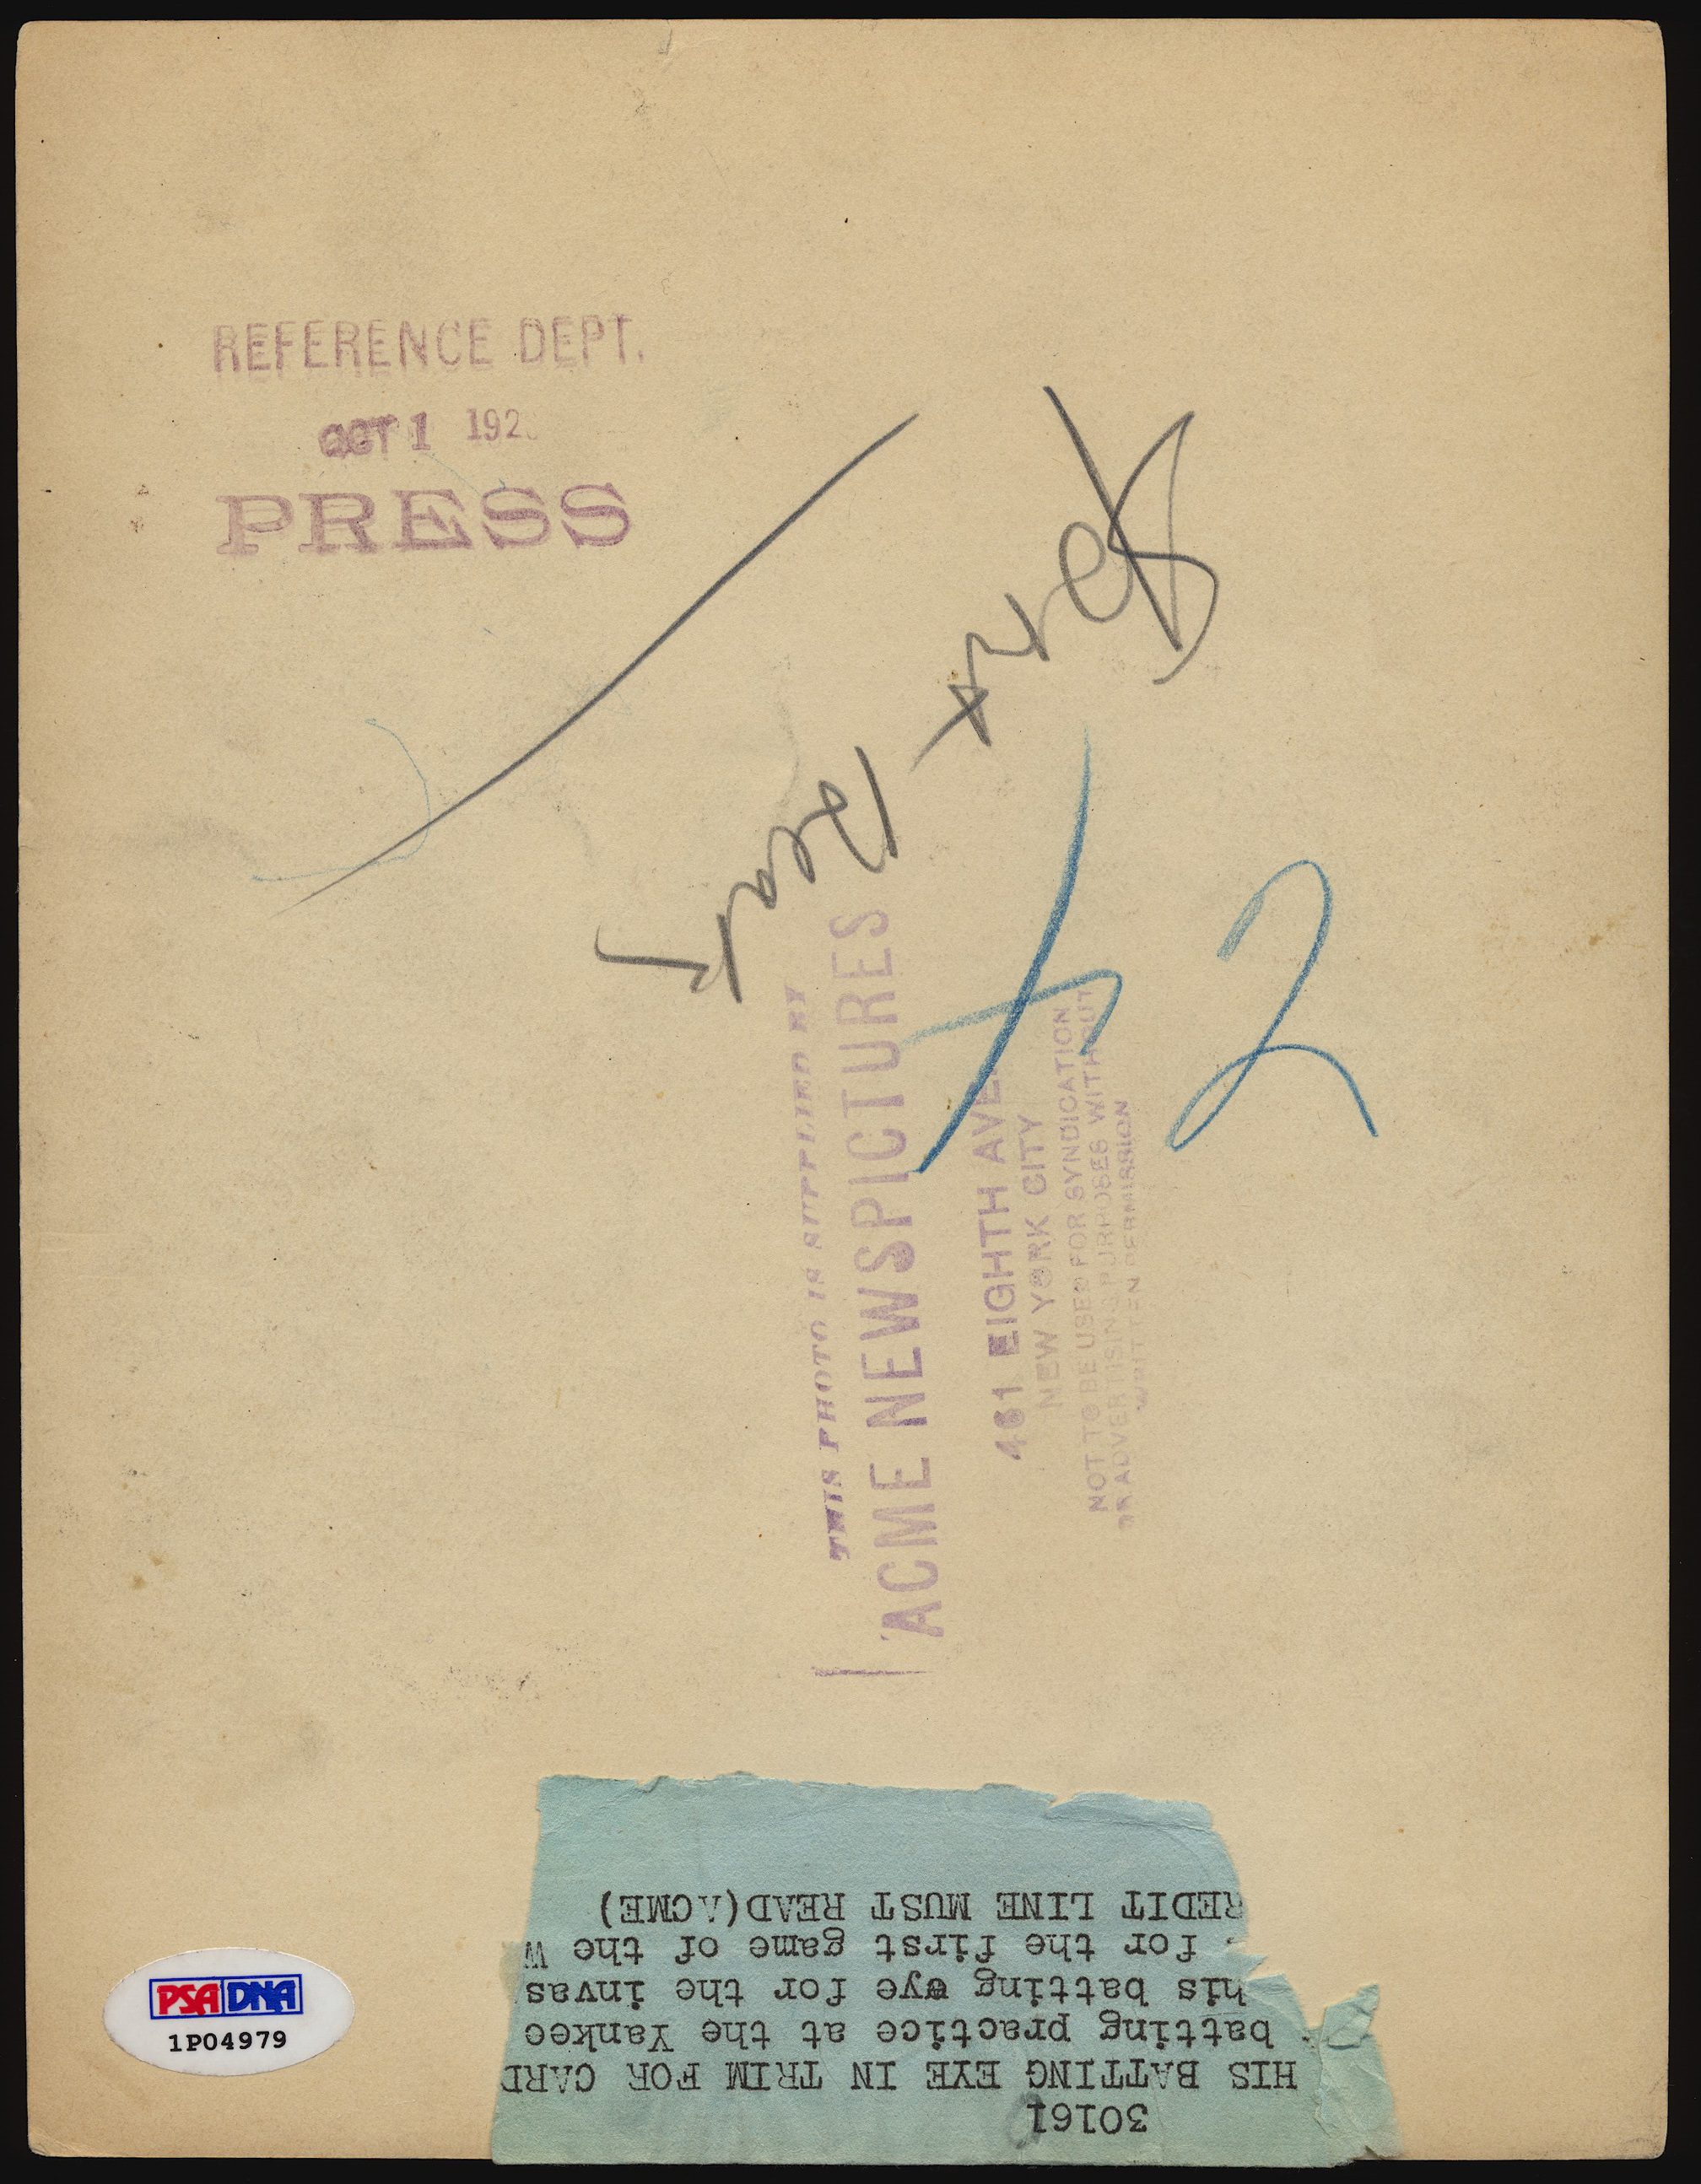 REFERENCE DEPT.
OCT 1 192
PRESS
THIS PHOTO IS SUPPLIED BY
ACME NEWSPICTURES
461 EIGHTH AVE
NEW YORK CITY
NOT TO BE USED FOR SYNDICATION
OR ADVERTISING PURPOSES WITHOUT
WRITTEN PERMISSION
2
30161
HIS BATTING EYE IN TRIM FOR CARD
batting practice at the Yankee
his batting eye for the invas
for the first game of the W
REDIT LINE MUST READ(ACME)
PSA DNA
1P04979